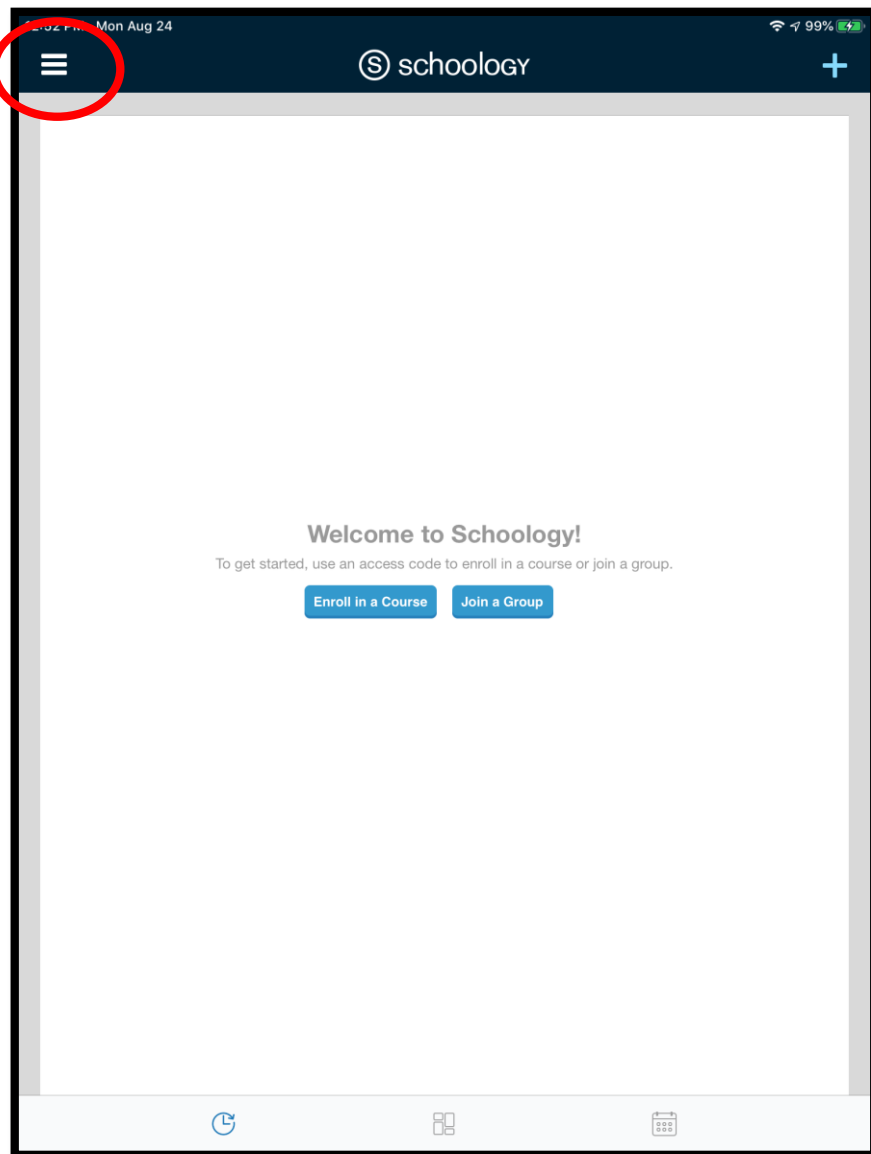 Mon Aug 24
99%
S schoology
Welcome to Schoology!
To get started, use an access code to enroll in a course or join a group.
Enroll in a Course
Join a Group